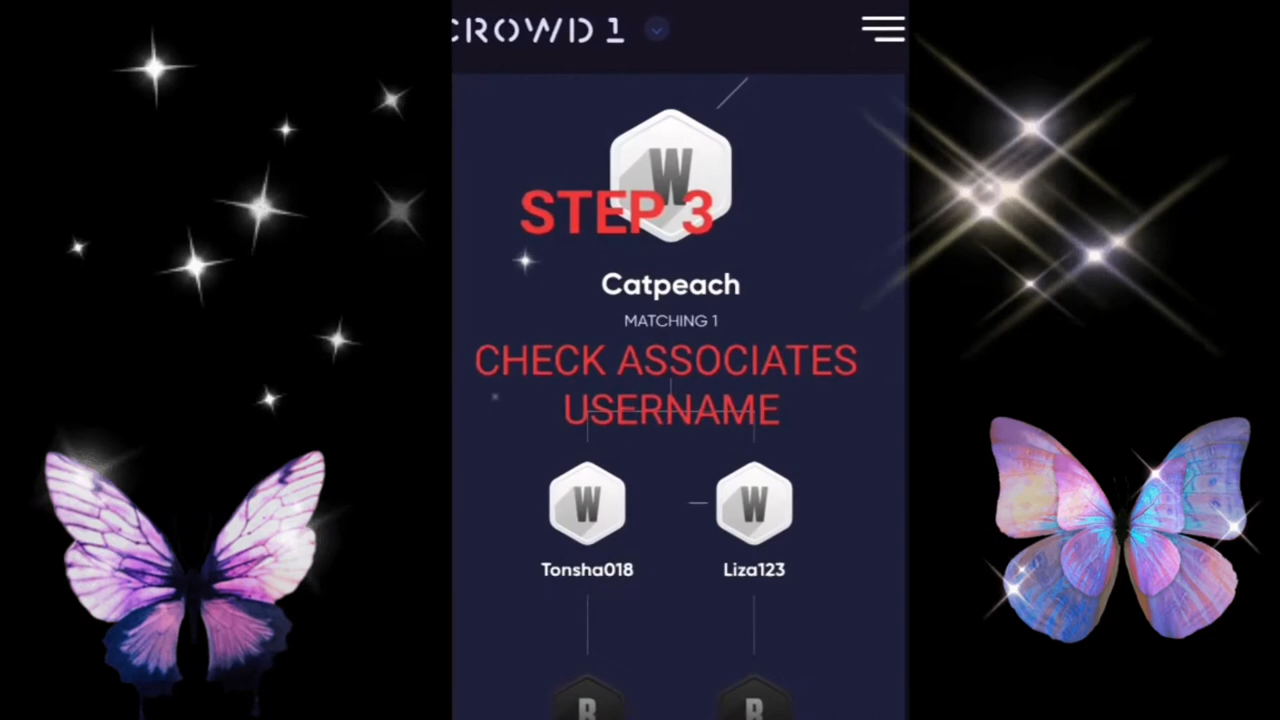 CROWD 1
W
STEP 3
Catpeach
MATCHING 1
CHECK ASSOCIATES
USERNAME
W W
Tonsha018 Liza123